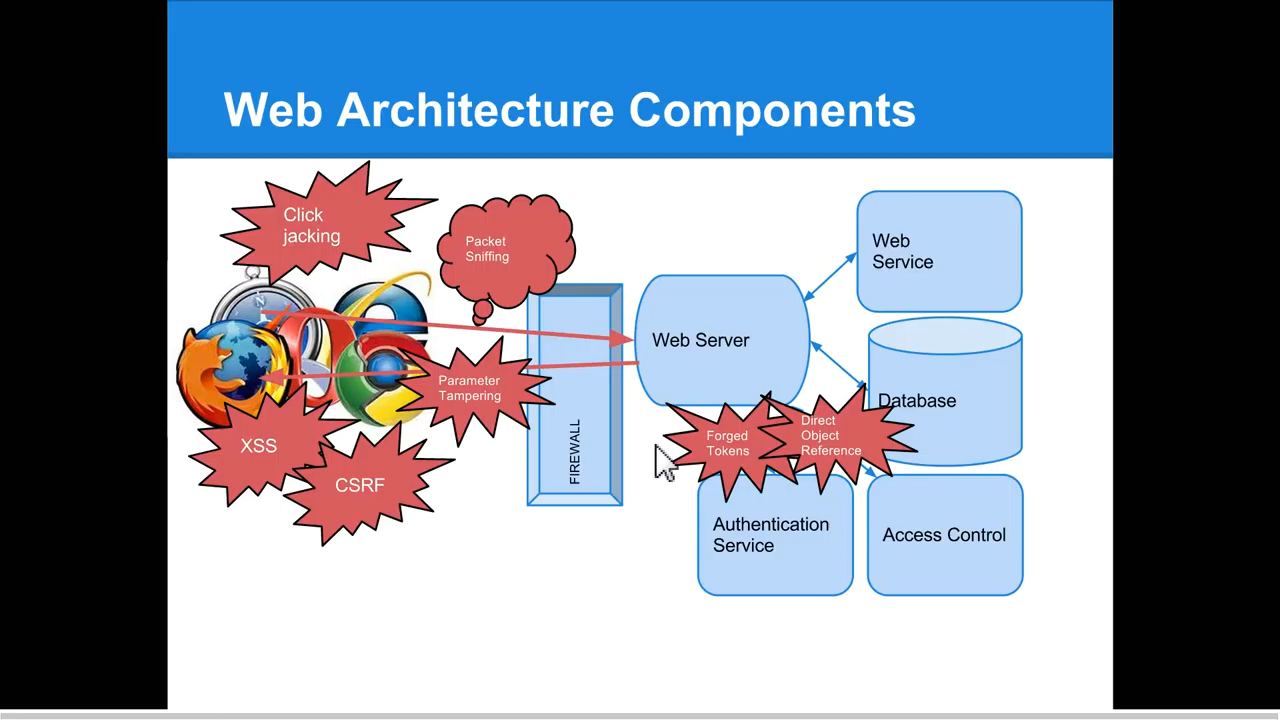 Web Architecture Components
Click
jacking
Packet
Sniffing
Web
Service
N
Web Server
Parameter
Tampering
Database
XSS
CSRF
FIREWALL
Forged
Tokens
Direct
Object
Reference
Authentication
Service
Access Control